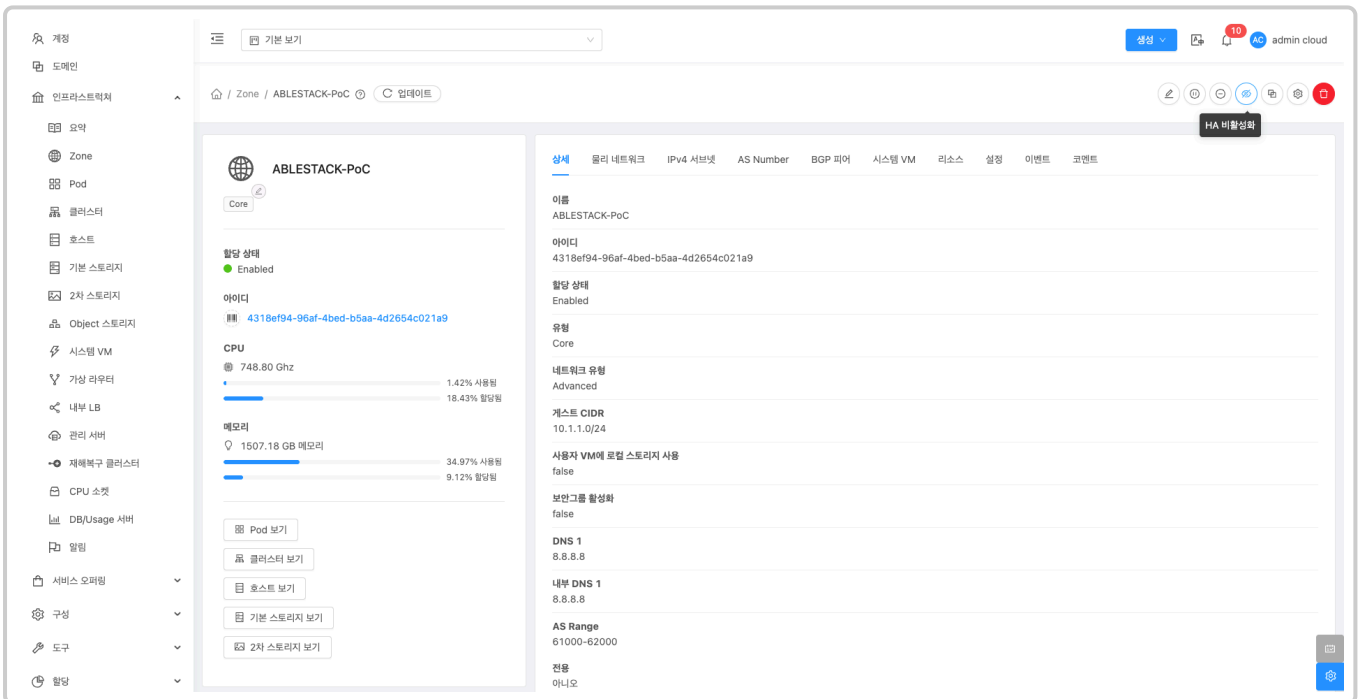 계정
도메인
인프라스트럭쳐
요약
Zone
Pod
클러스터
호스트
기본 스토리지
2차 스토리지
Object 스토리지
시스템 VM
가상 라우터
내부 LB
관리 서버
재해복구 클러스터
CPU 소켓
DB/Usage 서버
알림
서비스 오퍼링
구성
도구
할당
기본 보기
생성
10
AC admin cloud
/ Zone / ABLESTACK-PoC
업데이트
HA 비활성화
ABLESTACK-PoC
Core
할당 상태
Enabled
아이디
4318ef94-96af-4bed-b5aa-4d2654c021a9
CPU
748.80 Ghz
1.42% 사용됨
18.43% 할당됨
메모리
1507.18 GB 메모리
34.97% 사용됨
9.12% 할당됨
Pod 보기
클러스터 보기
호스트 보기
기본 스토리지 보기
2차 스토리지 보기
상세 물리 네트워크 IPv4 서브넷 AS Number BGP 피어 시스템 VM 리소스 설정 이벤트 코멘트
이름
ABLESTACK-PoC
아이디
4318ef94-96af-4bed-b5aa-4d2654c021a9
할당 상태
Enabled
유형
Core
네트워크 유형
Advanced
게스트 CIDR
10.1.1.0/24
사용자 VM에 로컬 스토리지 사용
false
보안그룹 활성화
false
DNS 1
8.8.8.8
내부 DNS 1
8.8.8.8
AS Range
61000-62000
전용
아니오